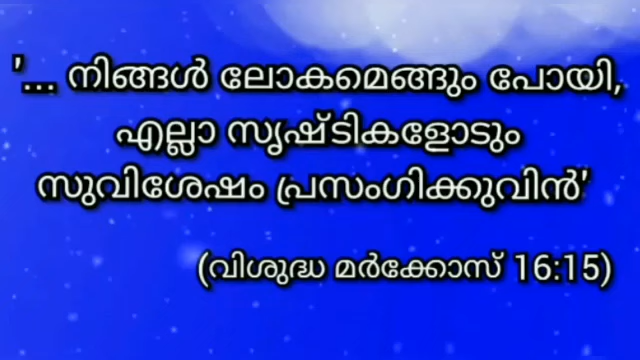 '... നിങ്ങൾ ലോകമെങ്ങും പോയി,
എല്ലാ സൃഷ്ടികളോടും
സുവിശേഷം പ്രസംഗിക്കുവിൻ'
(വിശുദ്ധ മർക്കോസ് 16:15)